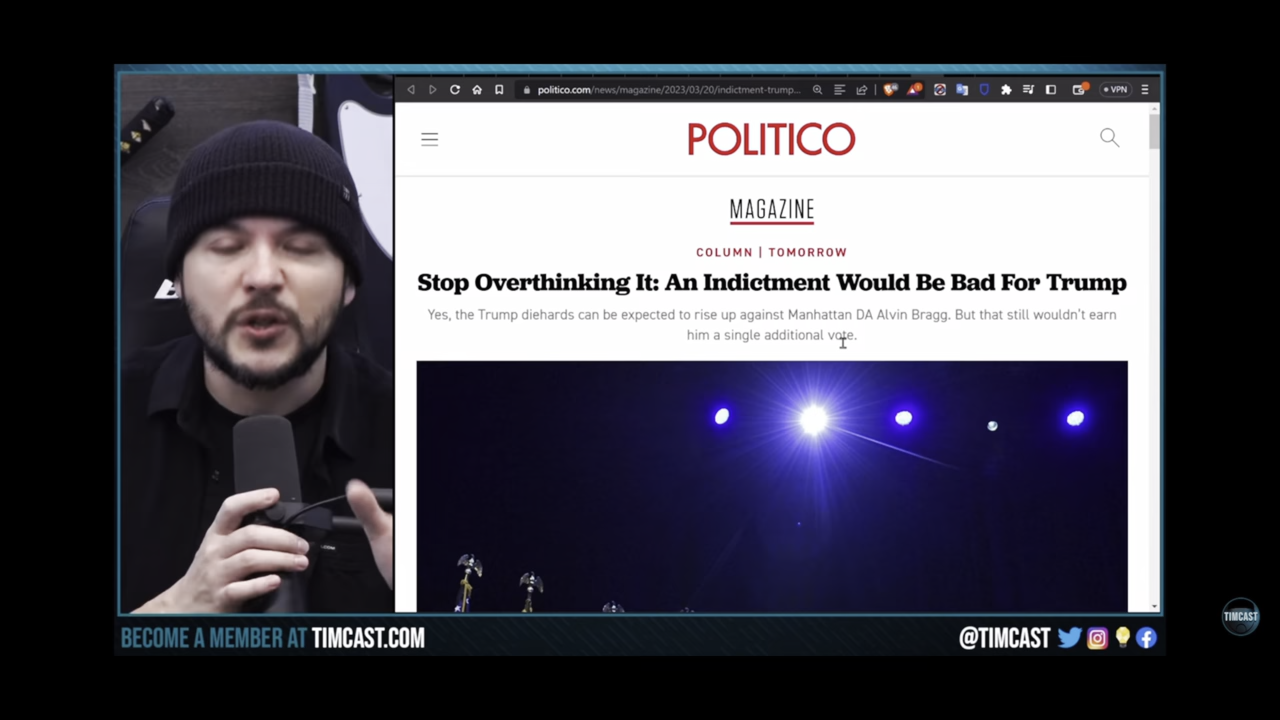 politico.com/news/magazine/2023/03/20/indictment-trump...
VPN
POLITICO
MAGAZINE
COLUMN | TOMORROW
Stop Overthinking It: An Indictment Would Be Bad For Trump
Yes, the Trump diehards can be expected to rise up against Manhattan DA Alvin Bragg. But that still wouldn't earn
him a single additional vote.
BECOME A MEMBER AT TIMCAST.COM
@TIMCAST
TIMCAST